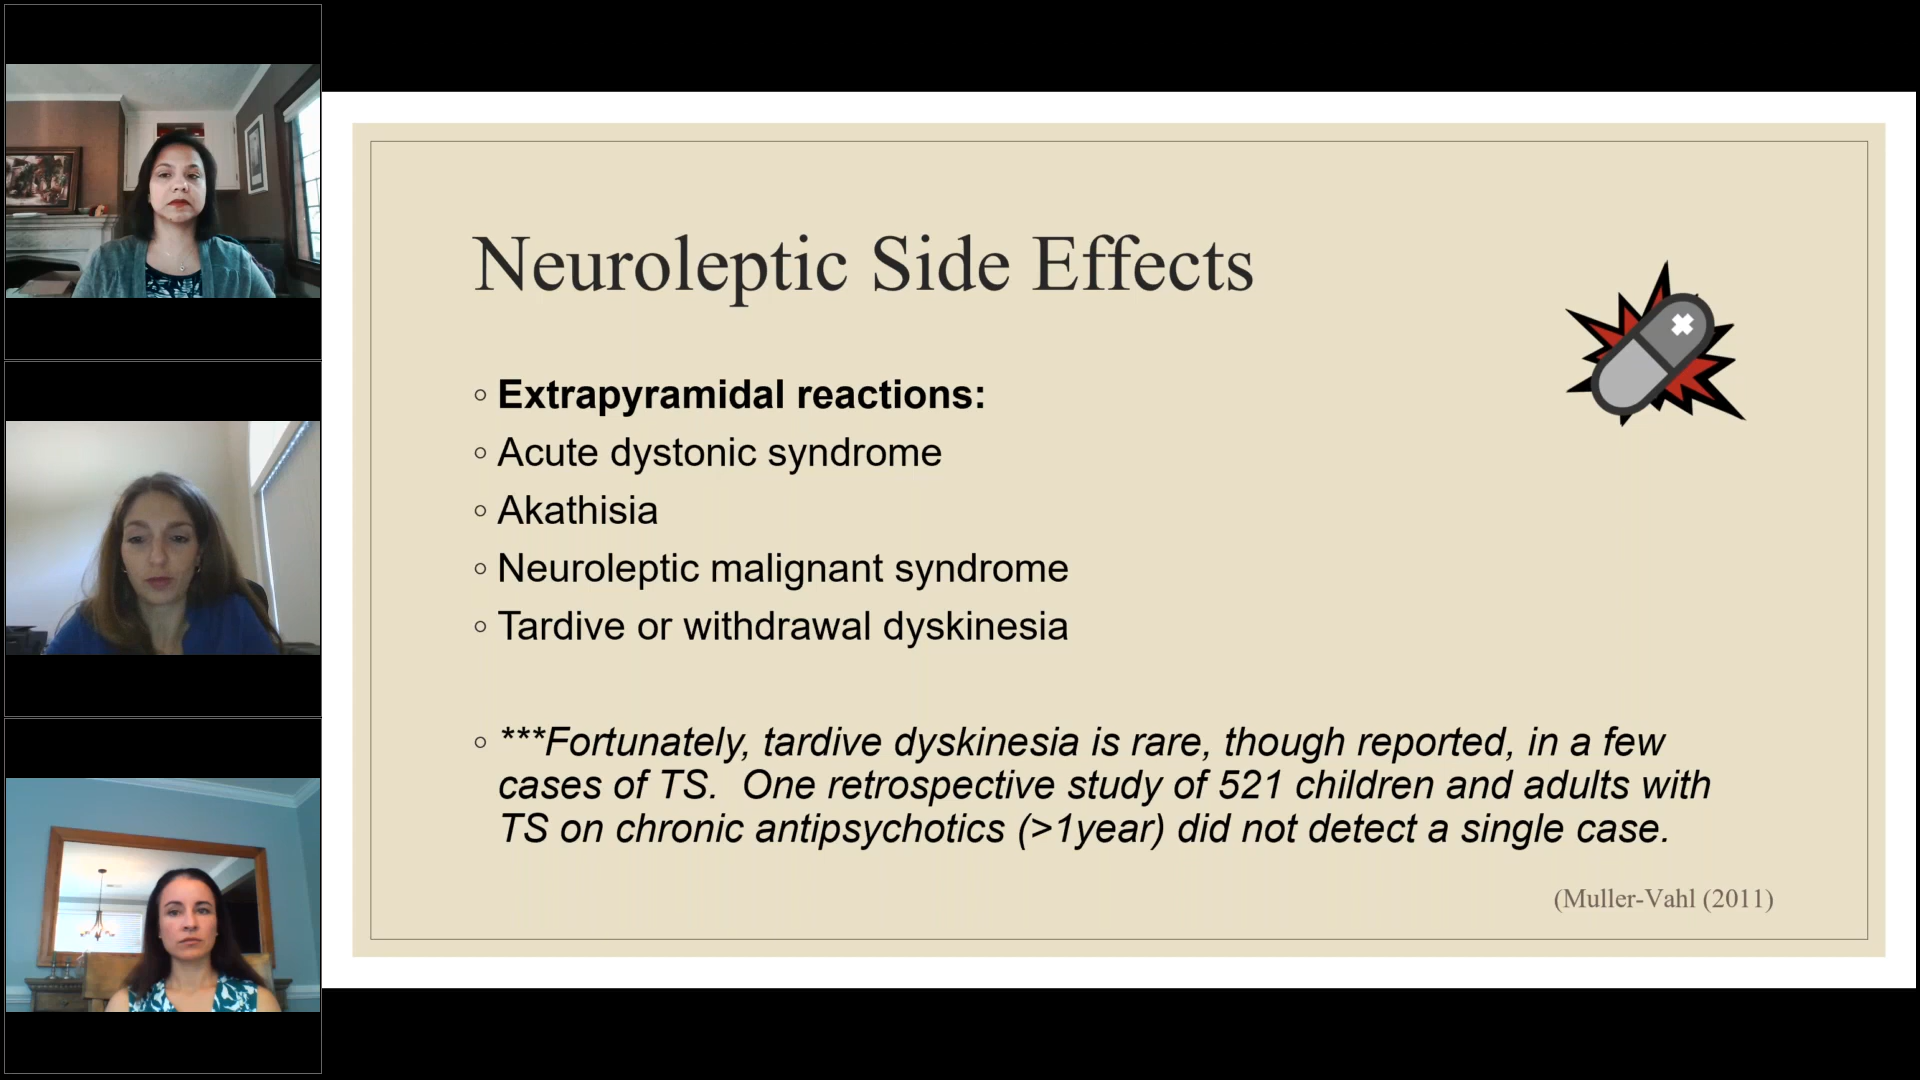 Neuroleptic Side Effects
◦ Extrapyramidal reactions:
◦ Acute dystonic syndrome
◦ Akathisia
◦ Neuroleptic malignant syndrome
◦ Tardive or withdrawal dyskinesia
◦ ***Fortunately, tardive dyskinesia is rare, though reported, in a few
cases of TS.  One retrospective study of 521 children and adults with
TS on chronic antipsychotics (>1year) did not detect a single case.
(Muller-Vahl (2011)